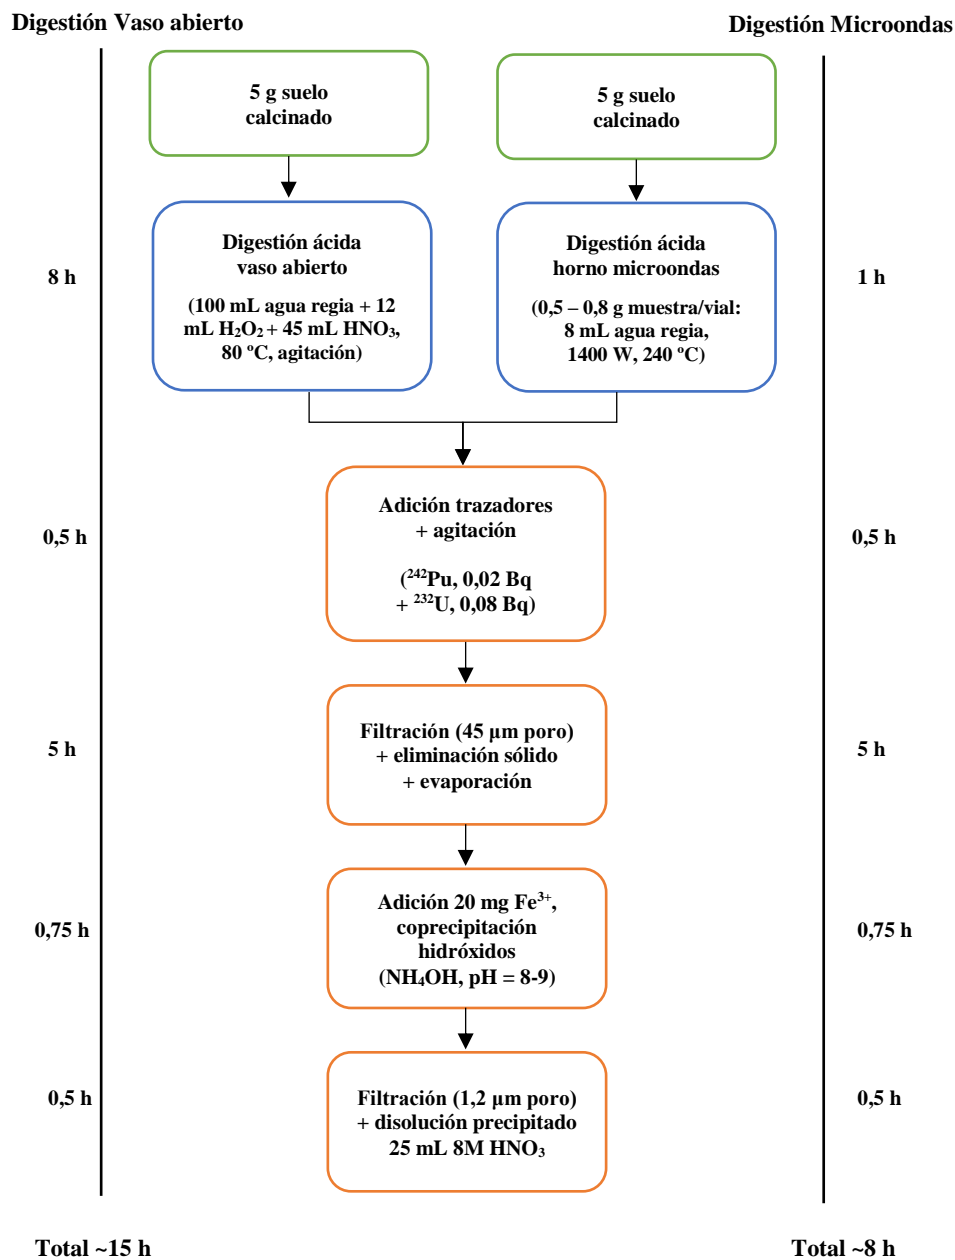 Digestión Vaso abierto
Digestión Microondas
5 g suelo
calcinado
5 g suelo
calcinado
8 h
Digestión ácida
vaso abierto
(100 mL agua regia + 12
mL H₂O₂ + 45 mL HNO₃,
80 ºC, agitación)
Digestión ácida
horno microondas
(0,5 – 0,8 g muestra/vial:
8 mL agua regia,
1400 W, 240 ºC)
1 h
0,5 h
Adición trazadores
+ agitación
(²⁴²Pu, 0,02 Bq
+ ²³²U, 0,08 Bq)
0,5 h
5 h
Filtración (45 µm poro)
+ eliminación sólido
+ evaporación
5 h
0,75 h
Adición 20 mg Fe³⁺,
coprecipitación
hidróxidos
(NH₄OH, pH = 8-9)
0,75 h
0,5 h
Filtración (1,2 µm poro)
+ disolución precipitado
25 mL 8M HNO₃
0,5 h
Total ~15 h
Total ~8 h